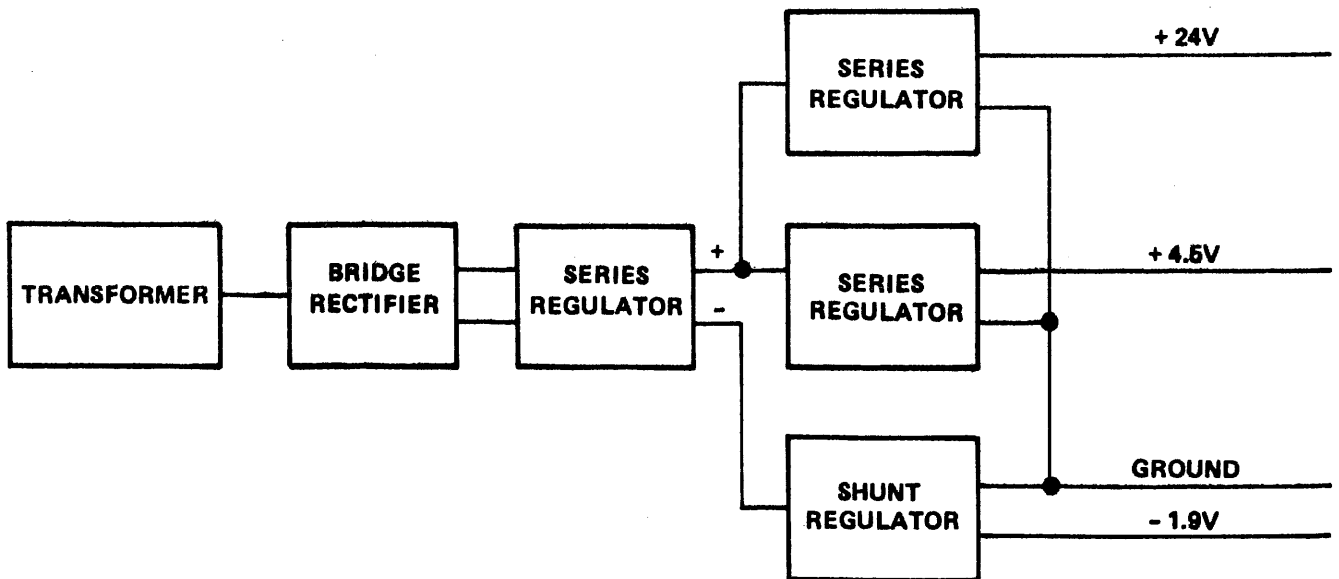 TRANSFORMER
BRIDGE
RECTIFIER
SERIES
REGULATOR
+
-
SERIES
REGULATOR
+ 24V
SERIES
REGULATOR
+ 4.5V
SHUNT
REGULATOR
GROUND
- 1.9V